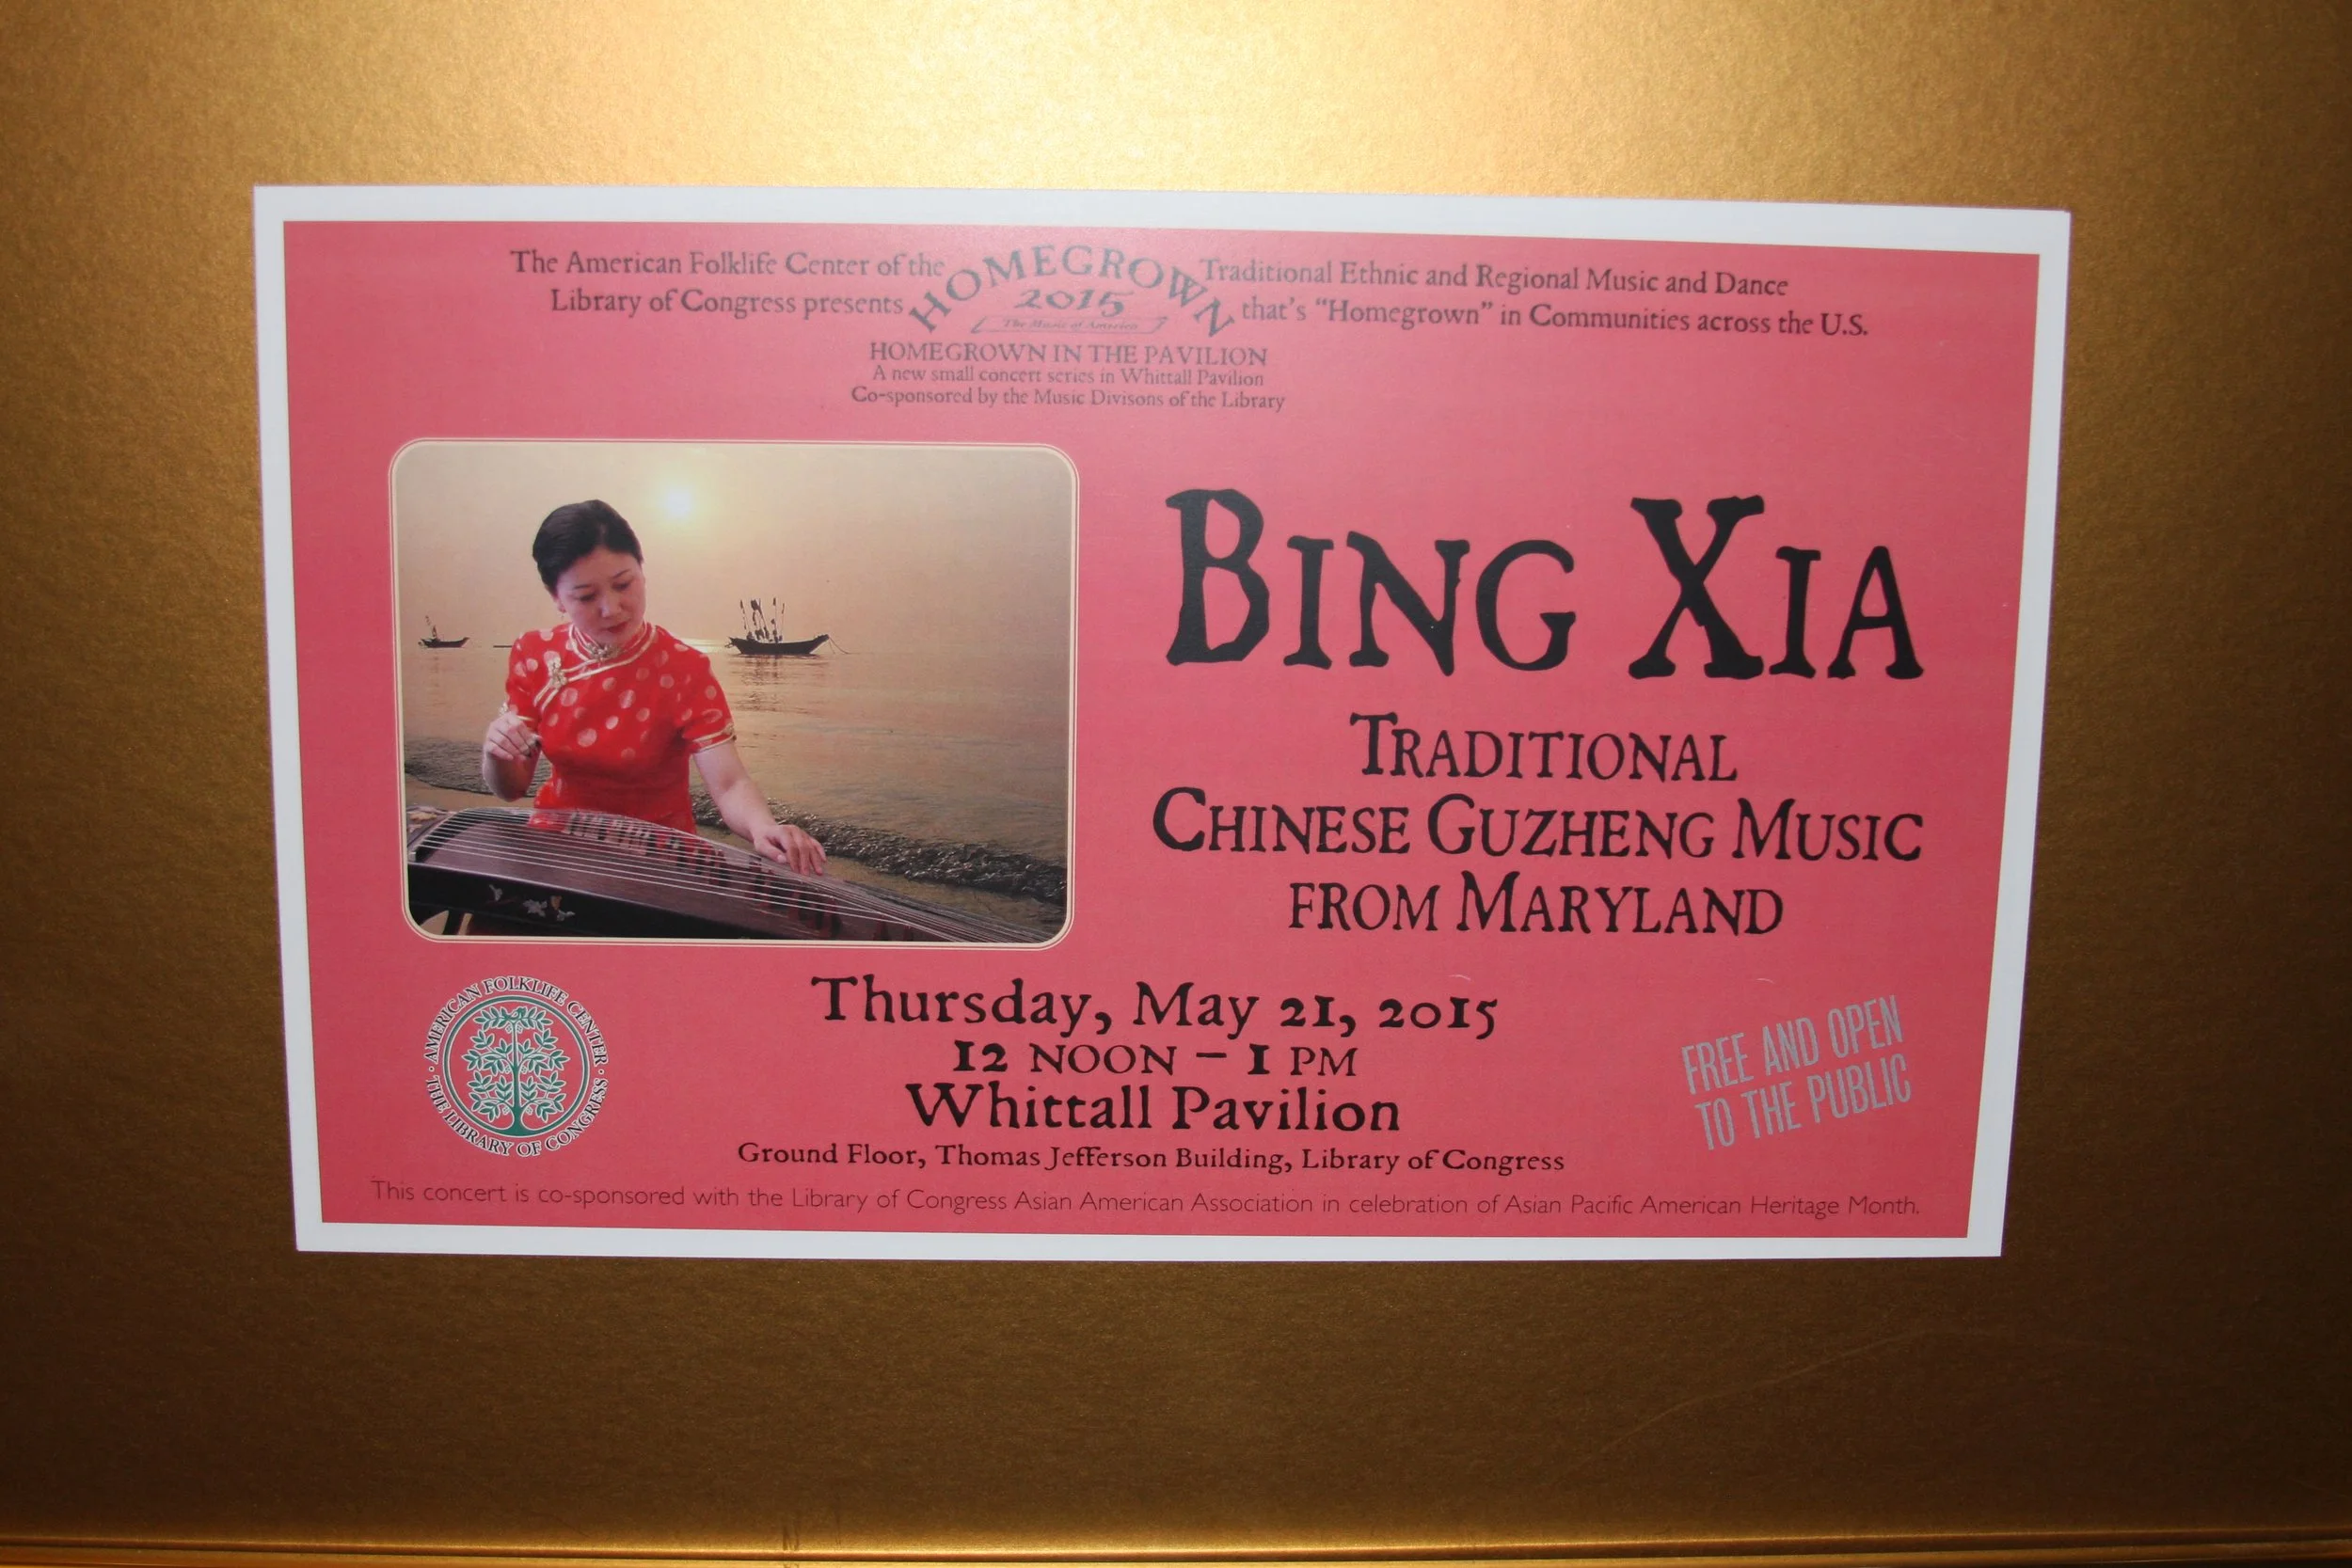 The American Folklife Center of the
Library of Congress presents
HOMEGROWN
2015
The Music of America
Traditional Ethnic and Regional Music and Dance
that's "Homegrown" in Communities across the U.S.
HOMEGROWN IN THE PAVILION
A new small concert series in Whittall Pavilion
Co-sponsored by the Music Divisons of the Library
BING XIA
TRADITIONAL
CHINESE GUZHENG MUSIC
FROM MARYLAND
Thursday, May 21, 2015
12 NOON – 1 PM
Whittall Pavilion
Ground Floor, Thomas Jefferson Building, Library of Congress
AMERICAN FOLKLIFE CENTER · THE LIBRARY OF CONGRESS ·
FREE AND OPEN
TO THE PUBLIC
This concert is co-sponsored with the Library of Congress Asian American Association in celebration of Asian Pacific American Heritage Month.